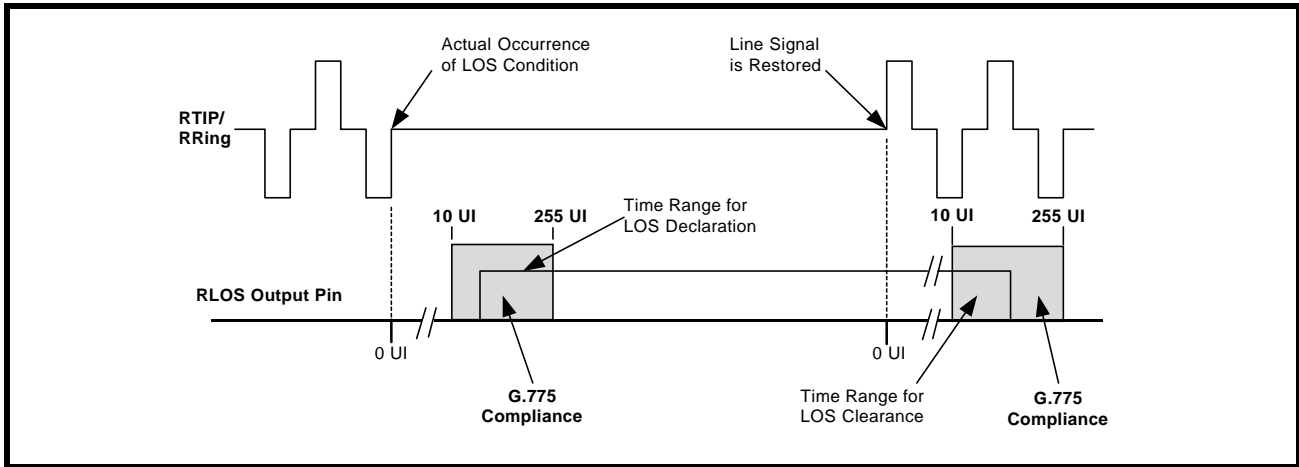 Actual Occurrence
of LOS Condition
Line Signal
is Restored
RTIP/
RRing
10 UI
255 UI
Time Range for
LOS Declaration
10 UI
255 UI
RLOS Output Pin
0 UI
0 UI
G.775
Compliance
Time Range for
LOS Clearance
G.775
Compliance